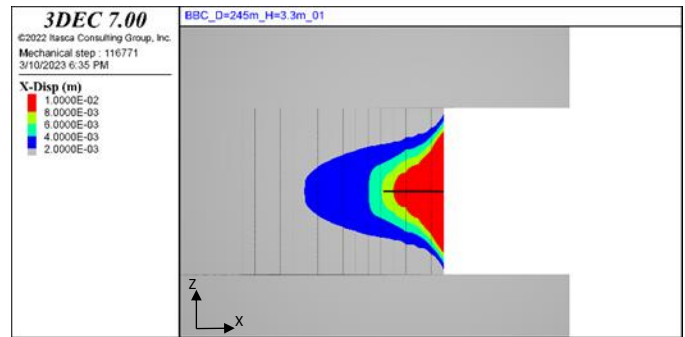 3DEC 7.00
©2022 Itasca Consulting Group, Inc.
Mechanical step : 116771
3/10/2023 6:35 PM
X-Disp (m)
1.0000E-02
8.0000E-03
6.0000E-03
4.0000E-03
2.0000E-03
BBC_D=245m_H=3.3m_01
Z
X